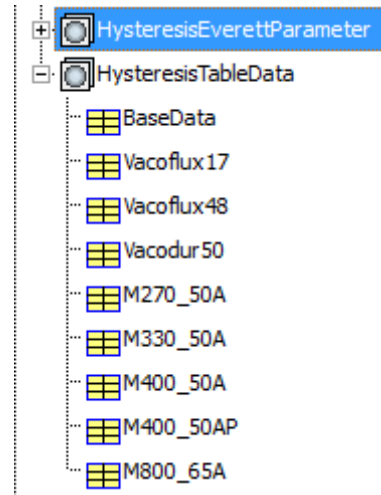 HysteresisEverettParameter
HysteresisTableData
BaseData
Vacoflux17
Vacoflux48
Vacodur50
M270_50A
M330_50A
M400_50A
M400_50AP
M800_65A